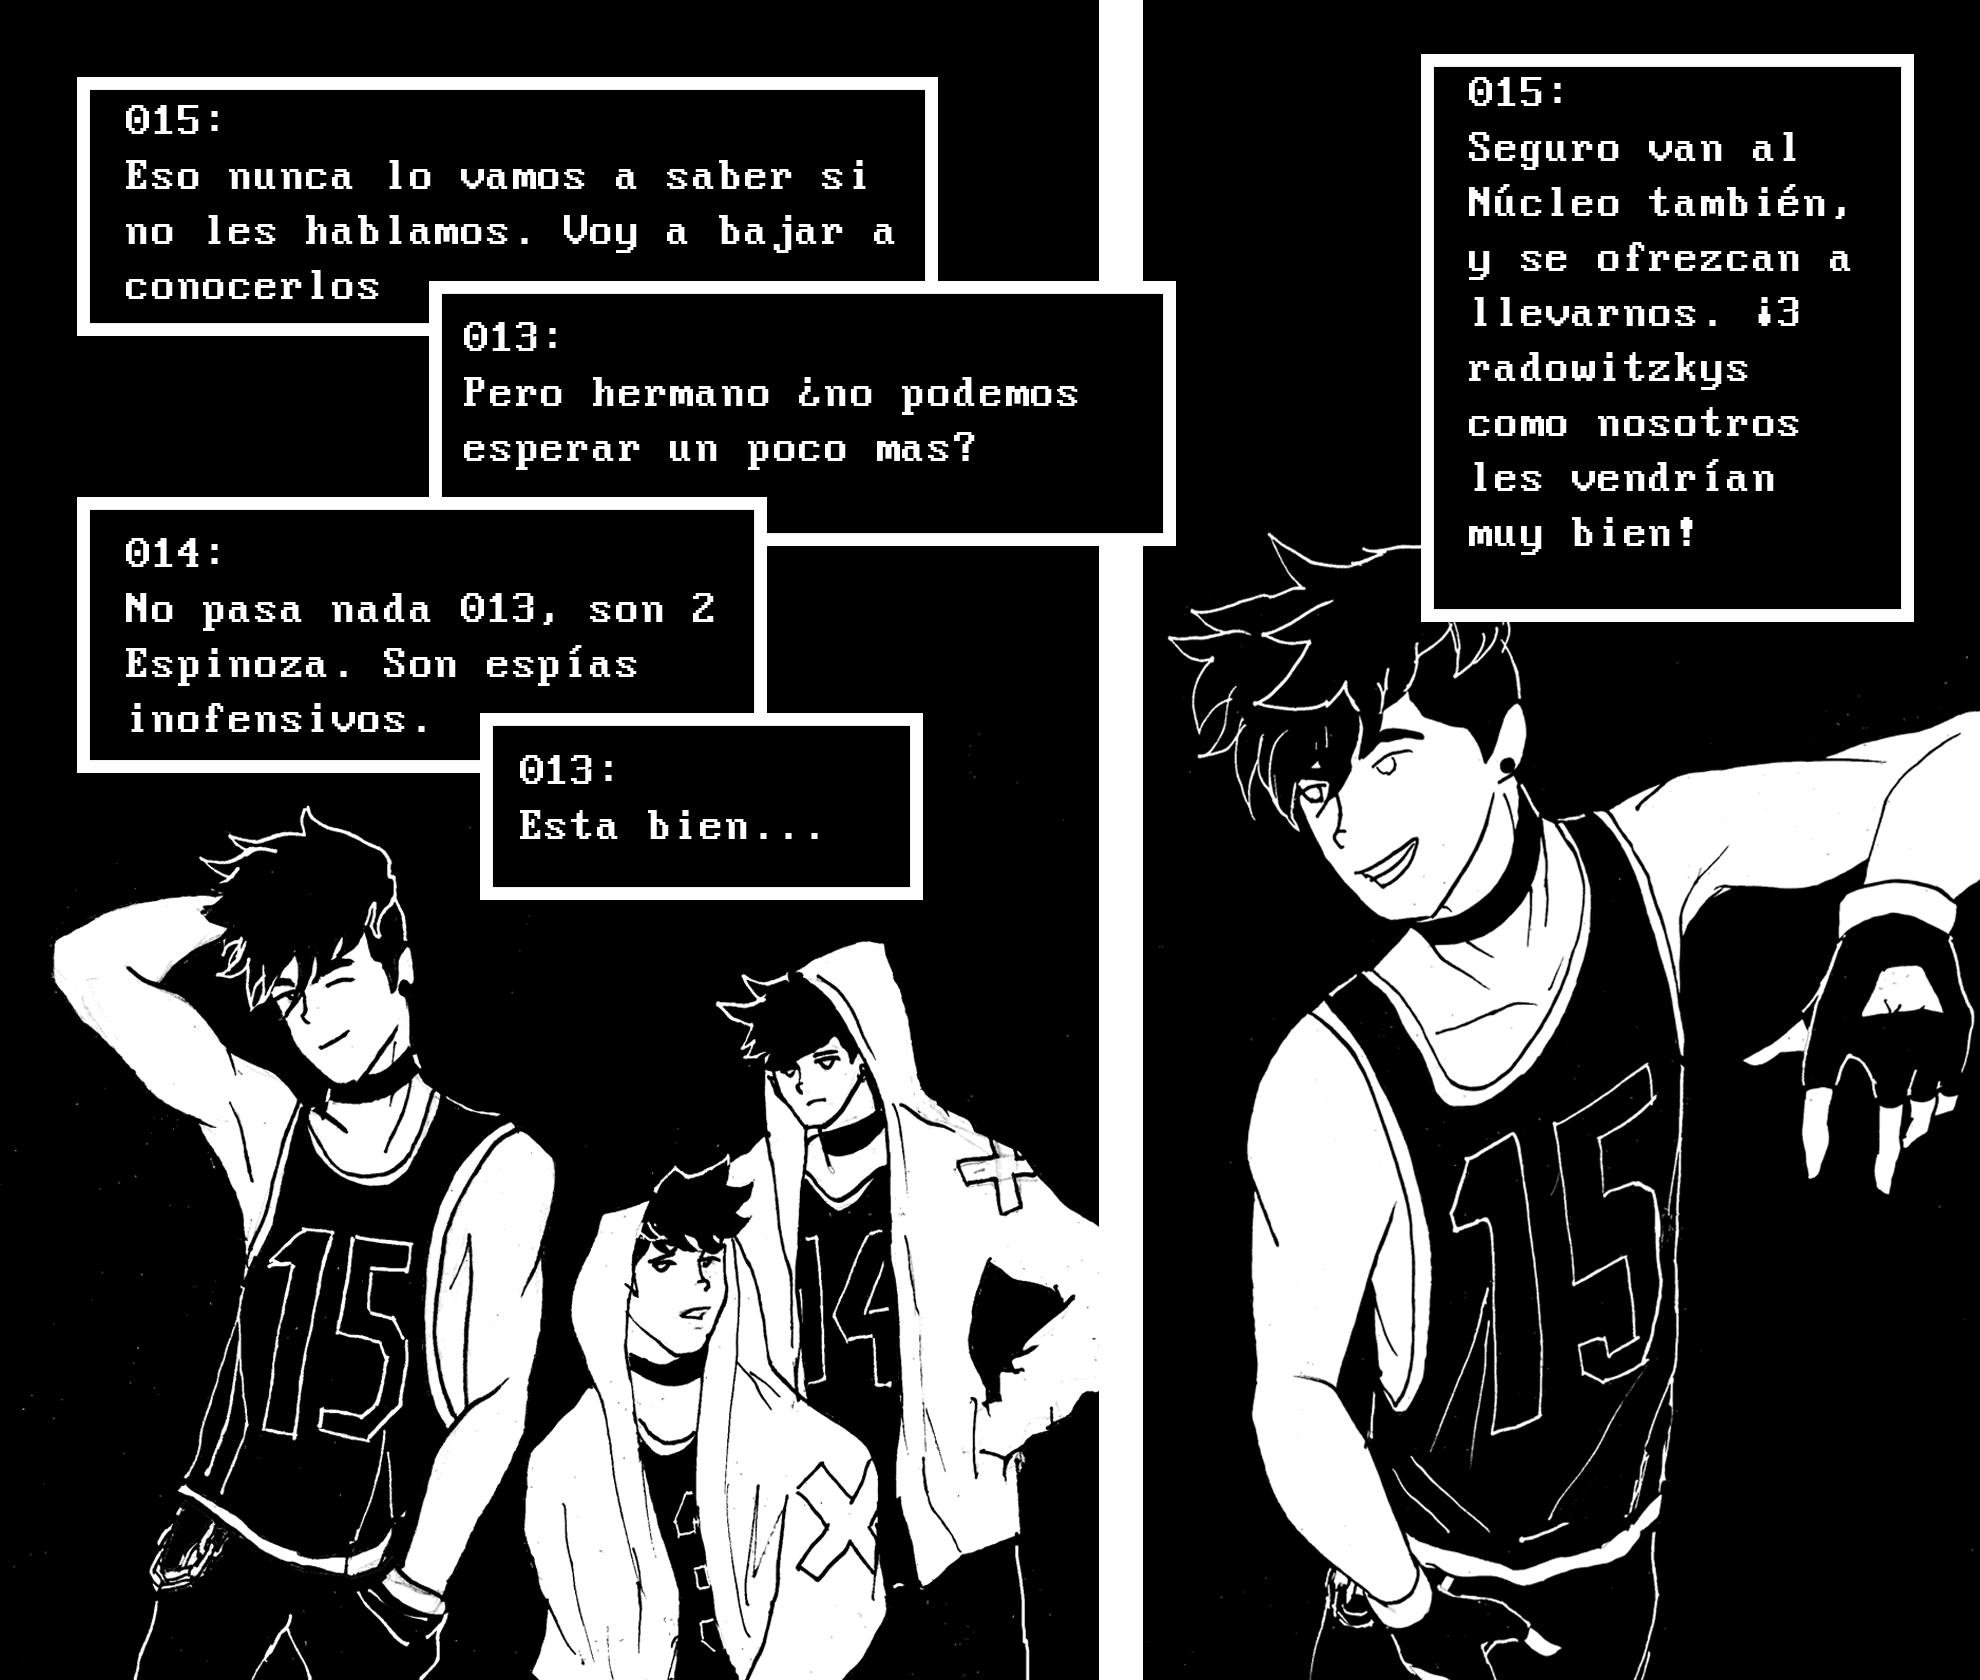 015:
Eso nunca lo vamos a saber si
no les hablamos. Voy a bajar a
conocerlos
013:
Pero hermano ¿no podemos
esperar un poco mas?
014:
No pasa nada 013, son 2
Espinoza. Son espías
inofensivos.
013:
Esta bien...
15
14
015:
Seguro van al
Núcleo también,
y se ofrezcan a
llevarnos. ¡3
radowitzkys
como nosotros
les vendrían
muy bien!
15